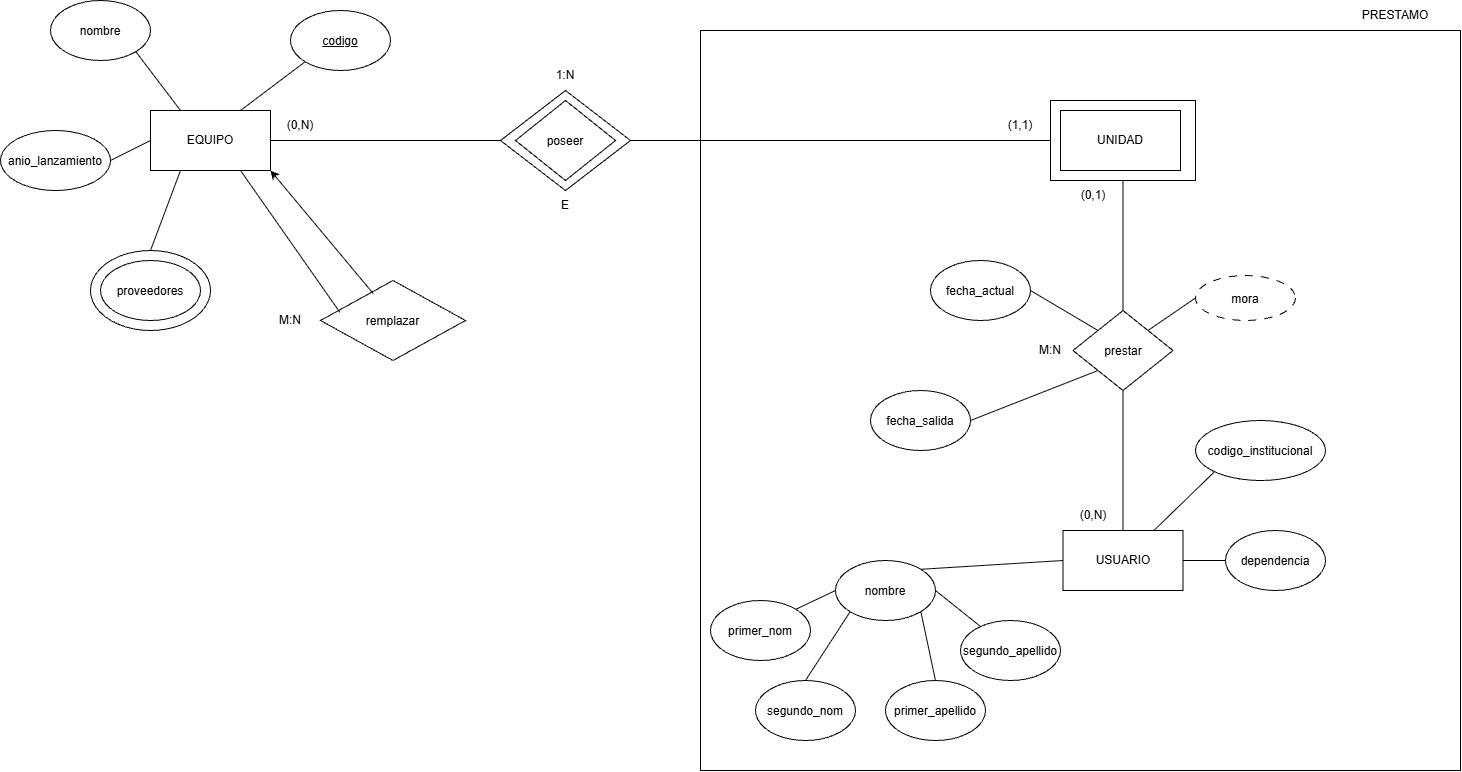 PRESTAMO
nombre
codigo
1:N
EQUIPO
(0,N)
poseer
(1,1)
UNIDAD
anio_lanzamiento
E
(0,1)
proveedores
fecha_actual
mora
M:N
remplazar
M:N
prestar
fecha_salida
codigo_institucional
(0,N)
USUARIO
dependencia
nombre
primer_nom
segundo_apellido
segundo_nom
primer_apellido